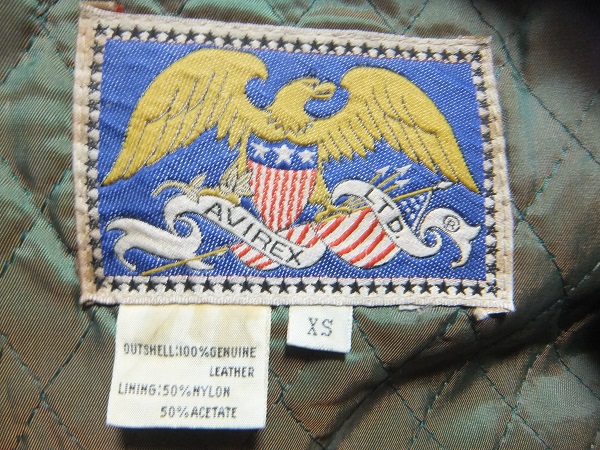 AVIREX LTD ®
XS
OUTSHELL:100%GENUINE
LEATHER
LINING:50%NYLON
50%ACETATE